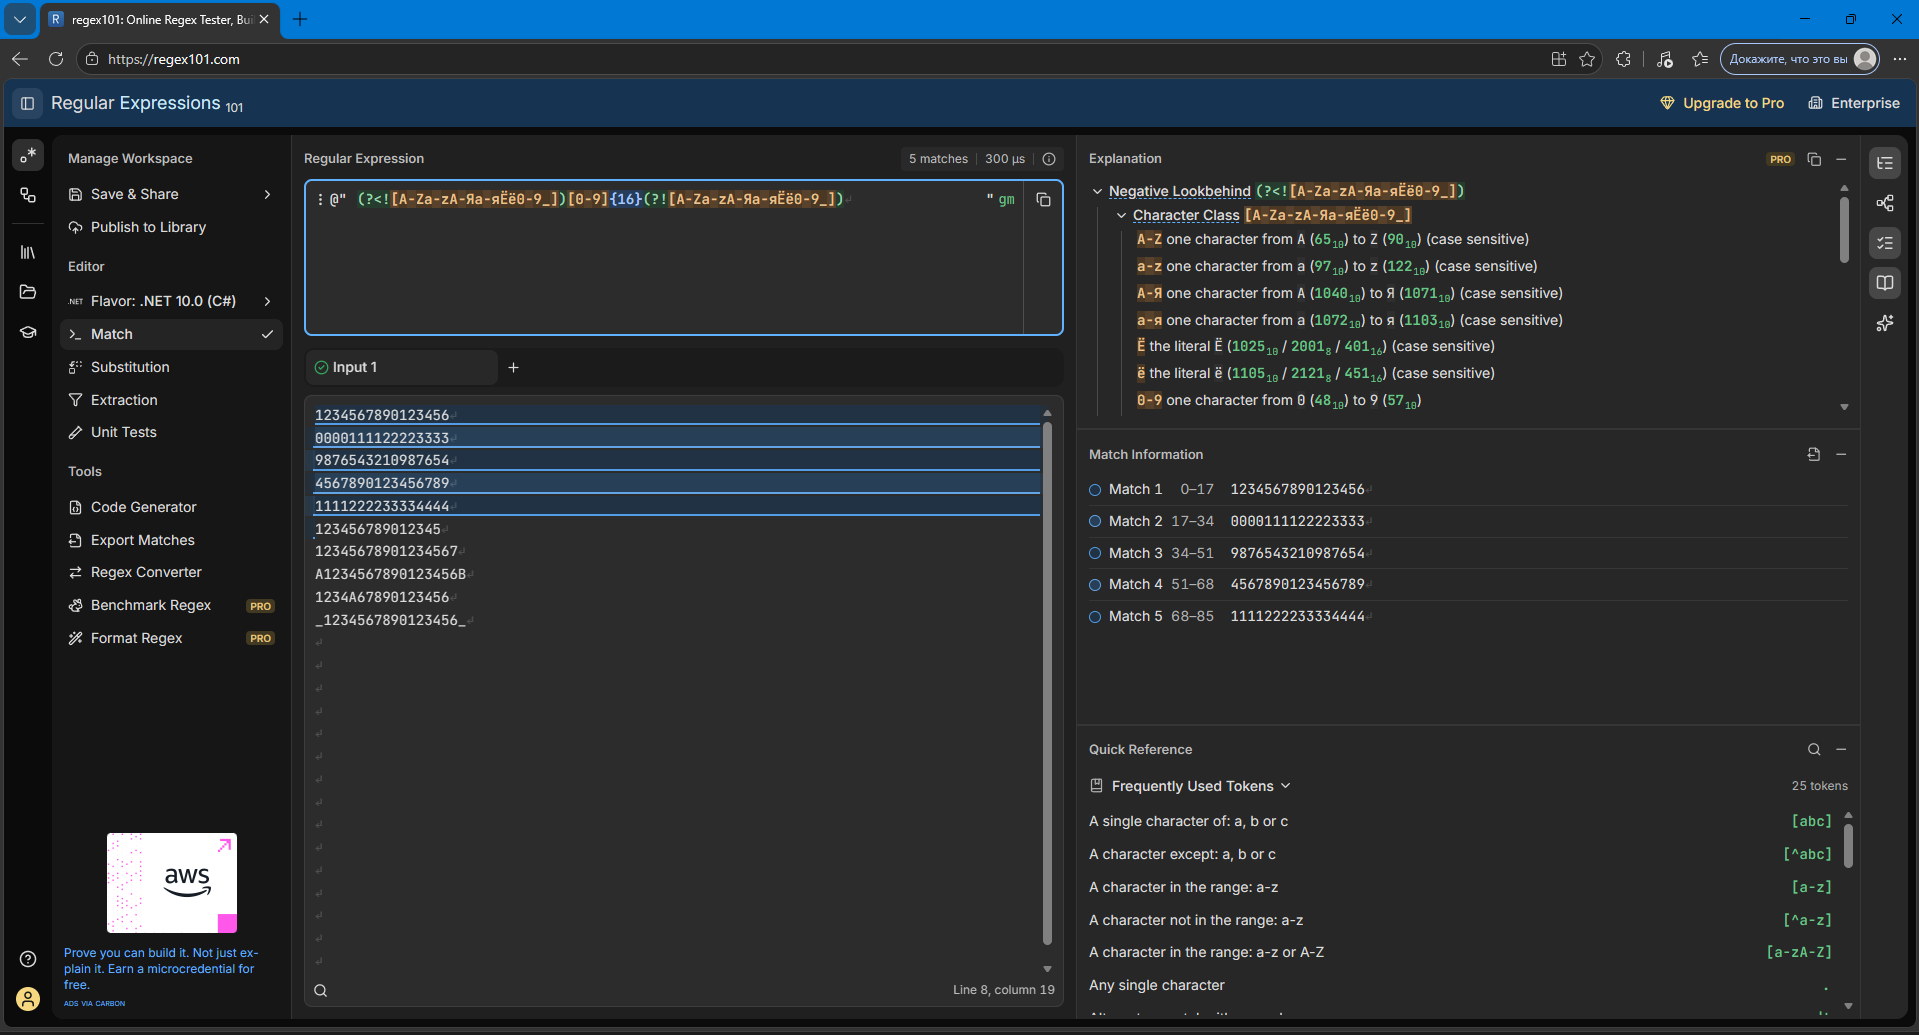 regex101: Online Regex Tester, Bui
https://regex101.com
Докажите, что это вы
Regular Expressions 101
Upgrade to Pro
Enterprise
Manage Workspace
Save & Share
Publish to Library
Editor
.NET Flavor: .NET 10.0 (C#)
Match
Substitution
Extraction
Unit Tests
Tools
Code Generator
Export Matches
Regex Converter
Benchmark Regex PRO
Format Regex PRO
aws
Prove you can build it. Not just ex-
plain it. Earn a microcredential for
free.
ADS VIA CARBON
Regular Expression
5 matches 300 µs
@" (?<![A-Za-zА-Яа-яЁё0-9_])[0-9]{16}(?![A-Za-zА-Яа-яЁё0-9_]) " gm
Input 1
1234567890123456
0000111122223333
9876543210987654
4567890123456789
1111222233334444
123456789012345
12345678901234567
A1234567890123456B
1234A67890123456
_1234567890123456_
Line 8, column 19
Explanation
PRO
Negative Lookbehind (?<![A-Za-zА-Яа-яЁё0-9_])
Character Class [A-Za-zА-Яа-яЁё0-9_]
A-Z one character from A (65₁₀) to Z (90₁₀) (case sensitive)
a-z one character from a (97₁₀) to z (122₁₀) (case sensitive)
А-Я one character from А (1040₁₀) to Я (1071₁₀) (case sensitive)
а-я one character from а (1072₁₀) to я (1103₁₀) (case sensitive)
Ё the literal Ё (1025₁₀ / 2001₈ / 401₁₆) (case sensitive)
ё the literal ё (1105₁₀ / 2121₈ / 451₁₆) (case sensitive)
0-9 one character from 0 (48₁₀) to 9 (57₁₀)
Match Information
Match 1 0–17 1234567890123456
Match 2 17–34 0000111122223333
Match 3 34–51 9876543210987654
Match 4 51–68 4567890123456789
Match 5 68–85 1111222233334444
Quick Reference
Frequently Used Tokens
25 tokens
A single character of: a, b or c [abc]
A character except: a, b or c [^abc]
A character in the range: a-z [a-z]
A character not in the range: a-z [^a-z]
A character in the range: a-z or A-Z [a-zA-Z]
Any single character .